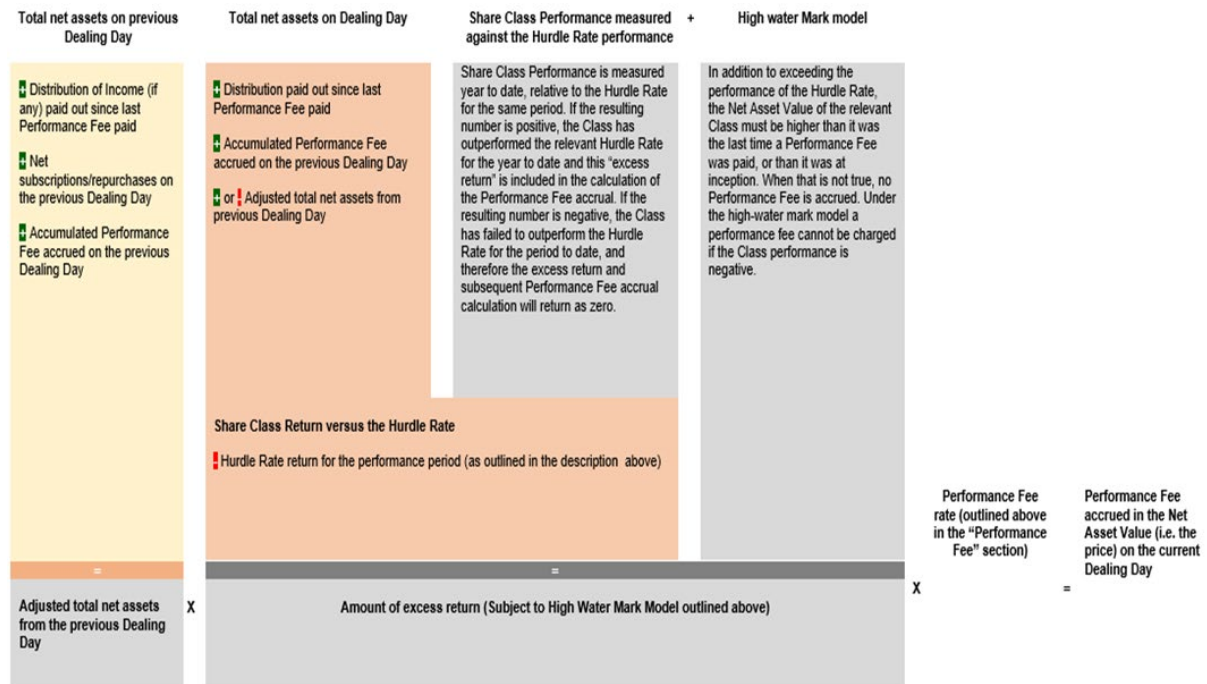 Total net assets on previous
Dealing Day
+ Distribution of Income (if
any) paid out since last
Performance Fee paid
+ Net
subscriptions/repurchases on
the previous Dealing Day
+ Accumulated Performance
Fee accrued on the previous
Dealing Day
=
Adjusted total net assets
from the previous Dealing
Day
X
Total net assets on Dealing Day
+ Distribution paid out since last
Performance Fee paid
+ Accumulated Performance Fee
accrued on the previous Dealing Day
+ or - Adjusted total net assets from
previous Dealing Day
Share Class Performance measured
against the Hurdle Rate performance
Share Class Performance is measured
year to date, relative to the Hurdle Rate
for the same period. If the resulting
number is positive, the Class has
outperformed the relevant Hurdle Rate
for the year to date and this “excess
return” is included in the calculation of
the Performance Fee accrual. If the
resulting number is negative, the Class
has failed to outperform the Hurdle
Rate for the period to date, and
therefore the excess return and
subsequent Performance Fee accrual
calculation will return as zero.
+
High water Mark model
In addition to exceeding the
performance of the Hurdle Rate,
the Net Asset Value of the relevant
Class must be higher than it was
the last time a Performance Fee
was paid, or than it was at
inception. When that is not true, no
Performance Fee is accrued. Under
the high-water mark model a
performance fee cannot be charged
if the Class performance is
negative.
Share Class Return versus the Hurdle Rate
- Hurdle Rate return for the performance period (as outlined in the description above)
=
Amount of excess return (Subject to High Water Mark Model outlined above)
X
Performance Fee
rate (outlined above
in the “Performance
Fee” section)
=
Performance Fee
accrued in the Net
Asset Value (i.e. the
price) on the current
Dealing Day